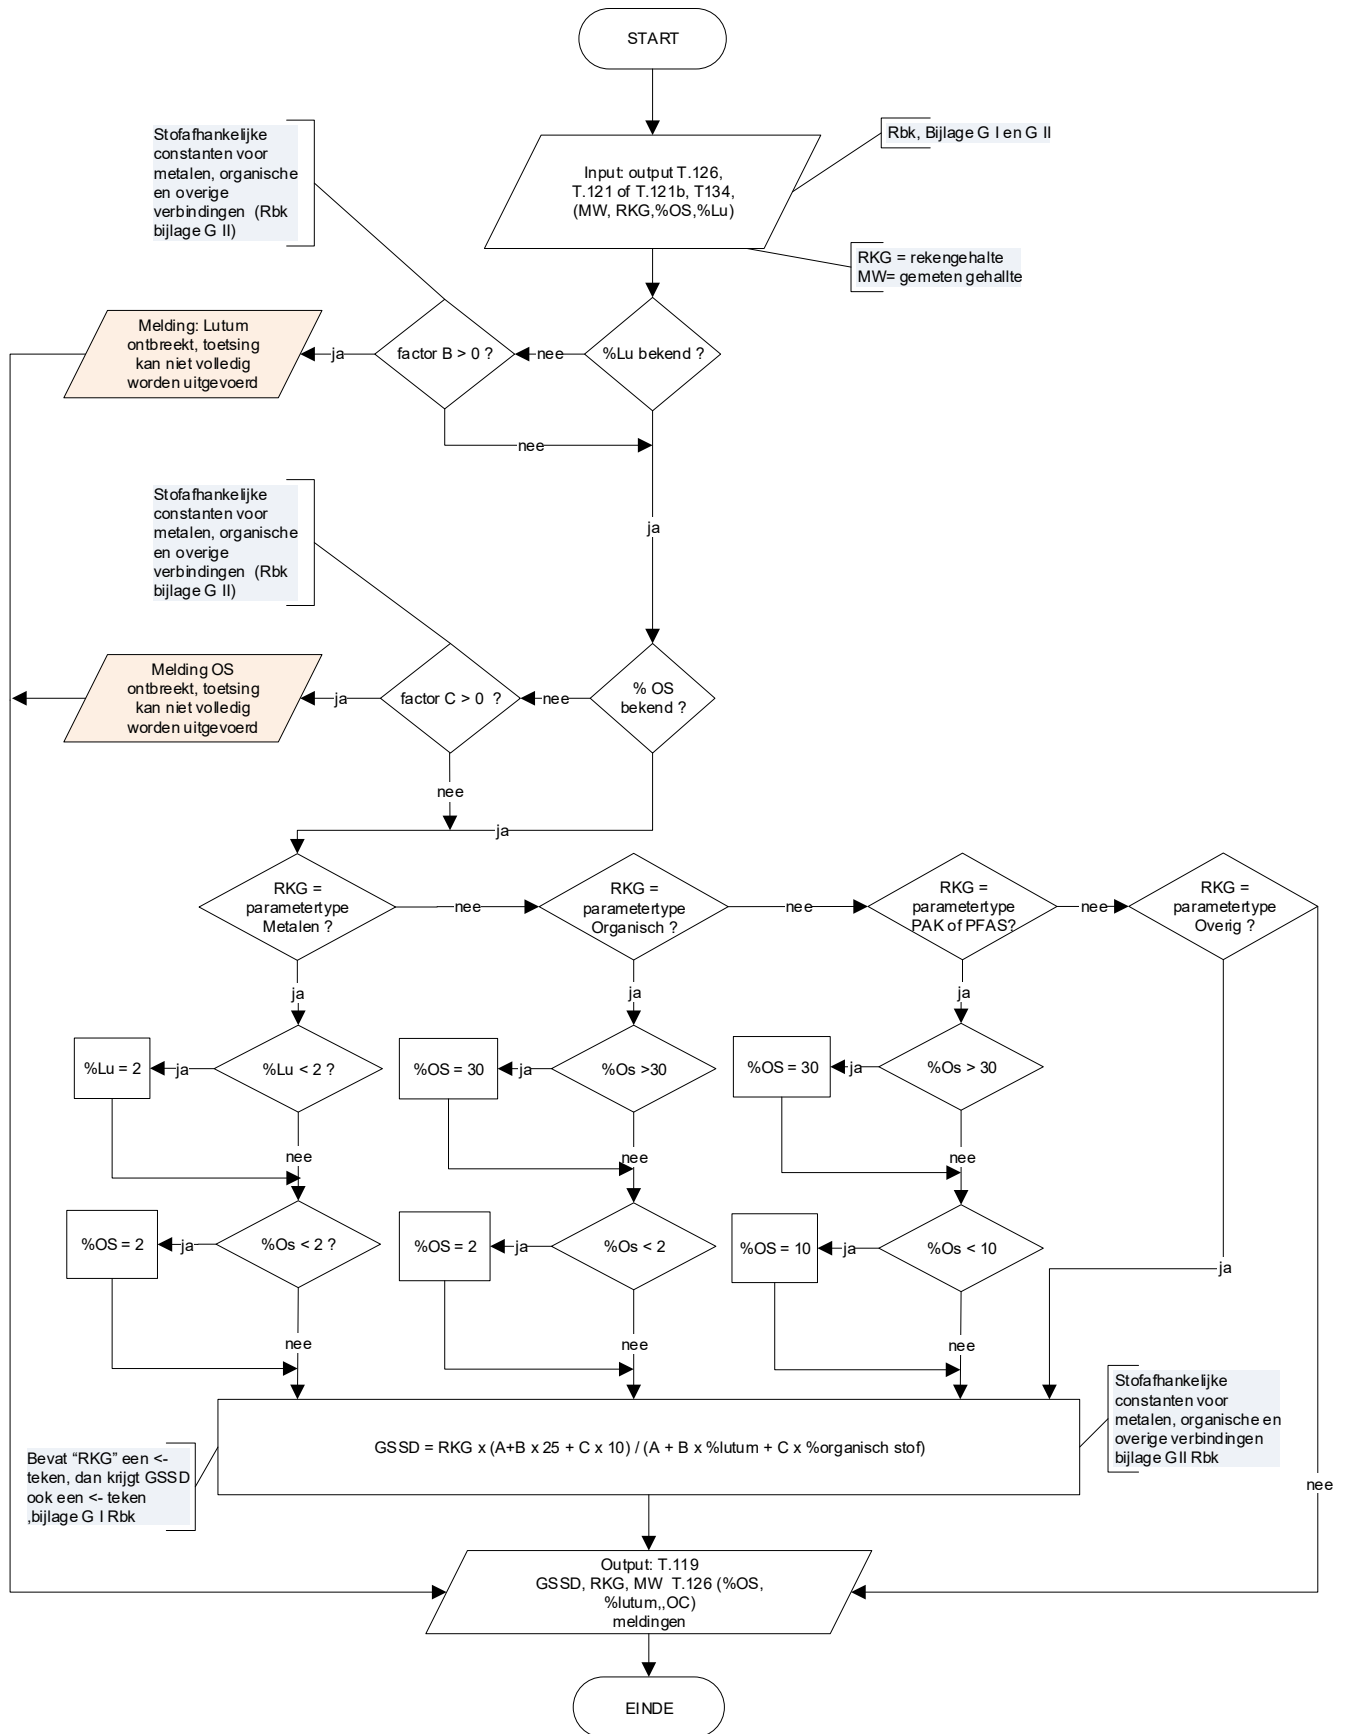 START
Stofafhankelijke
constanten voor
metalen, organische
en overige
verbindingen (Rbk
bijlage G II)
Rbk, Bijlage G I en G II
Input: output T.126,
T.121 of T.121b, T134,
(MW, RKG,%OS,%Lu)
RKG = rekengehalte
MW= gemeten gehallte
Melding: Lutum
ontbreekt, toetsing
kan niet volledig
worden uitgevoerd
ja
factor B > 0 ?
nee
%Lu bekend ?
nee
Stofafhankelijke
constanten voor
metalen, organische
en overige
verbindingen (Rbk
bijlage G II)
ja
Melding OS
ontbreekt, toetsing
kan niet volledig
worden uitgevoerd
ja
factor C > 0 ?
nee
% OS
bekend ?
nee
ja
RKG =
parametertype
Metalen ?
nee
RKG =
parametertype
Organisch ?
nee
RKG =
parametertype
PAK of PFAS?
nee
RKG =
parametertype
Overig ?
ja
ja
ja
%Lu = 2
ja
%Lu < 2 ?
%OS = 30
ja
%Os >30
%OS = 30
ja
%Os > 30
nee
nee
nee
%OS = 2
ja
%Os < 2 ?
%OS = 2
ja
%Os < 2
%OS = 10
ja
%Os < 10
ja
nee
nee
nee
Stofafhankelijke
constanten voor
metalen, organische en
overige verbindingen
bijlage GII Rbk
GSSD = RKG x (A+B x 25 + C x 10) / (A + B x %lutum + C x %organisch stof)
Bevat “RKG” een <-
teken, dan krijgt GSSD
ook een <- teken
,bijlage G I Rbk
nee
Output: T.119
GSSD, RKG, MW T.126 (%OS,
%lutum,,OC)
meldingen
EINDE